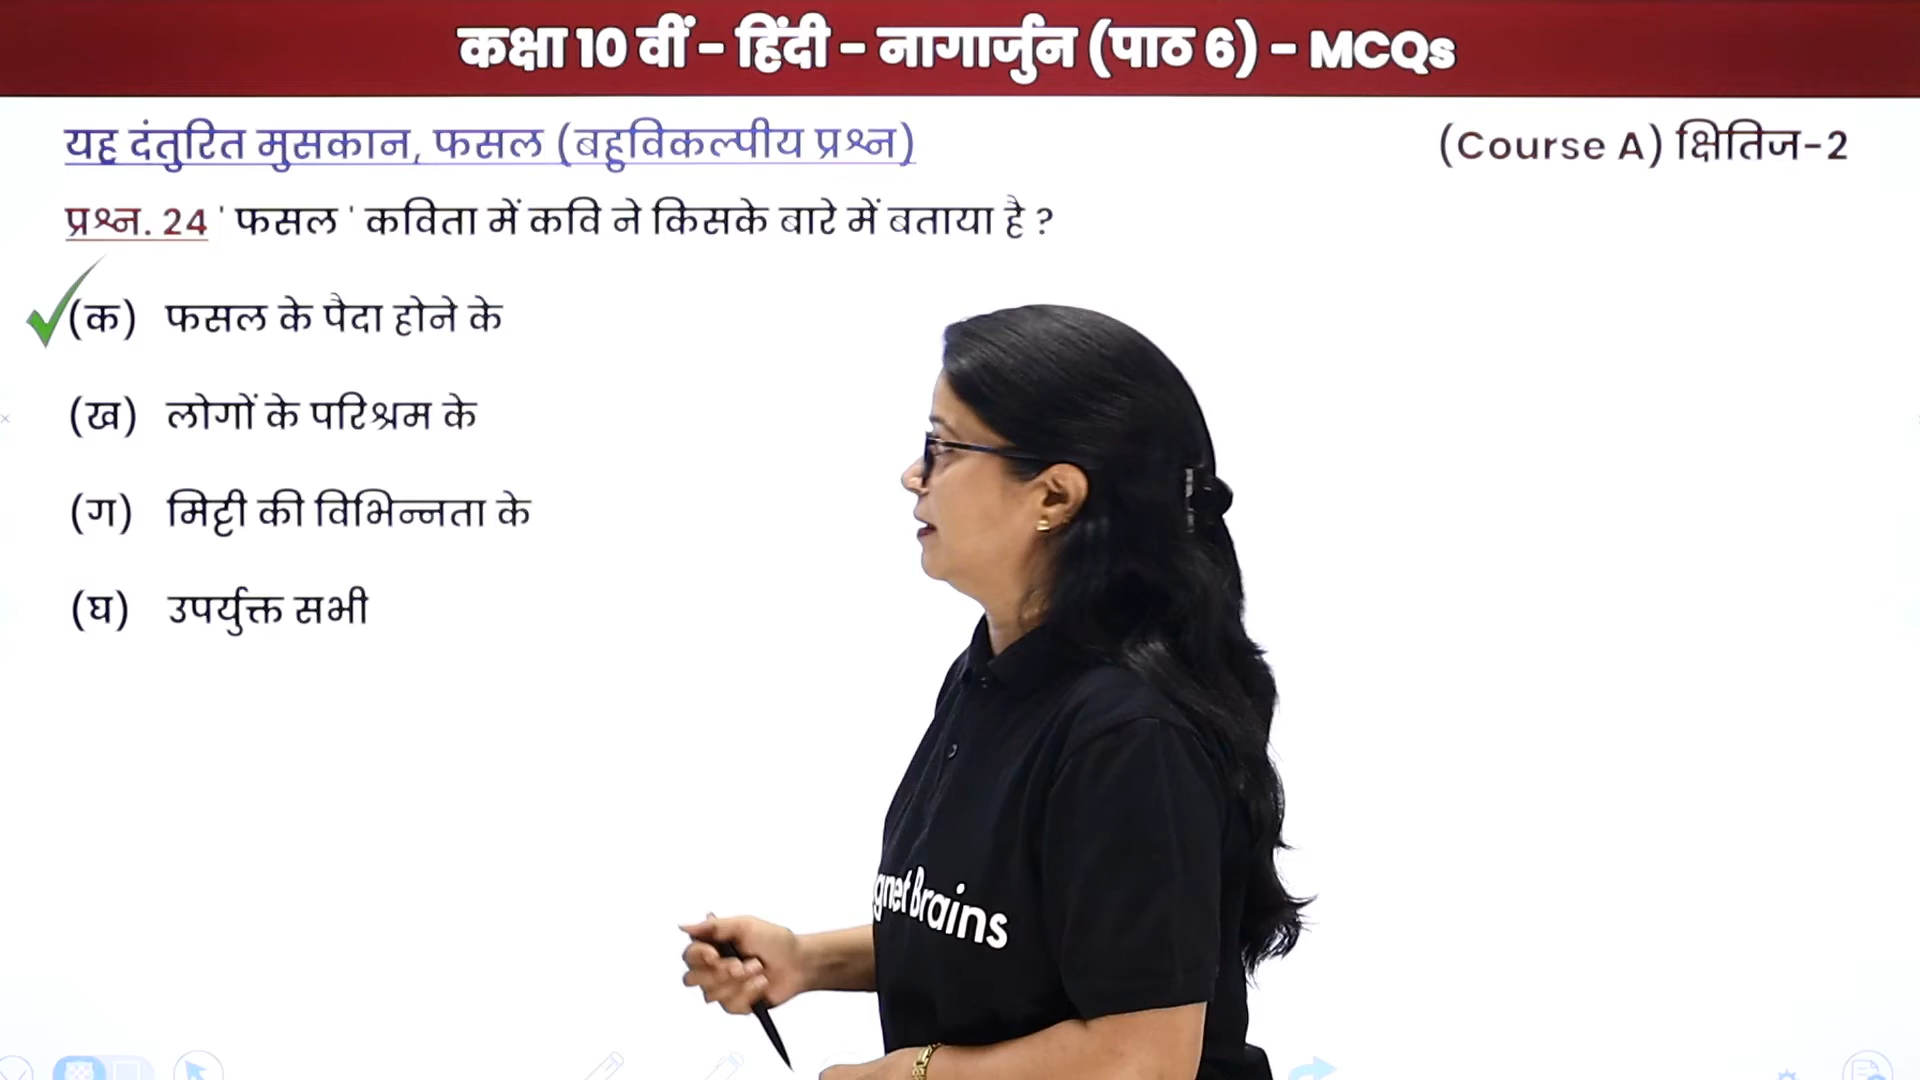 कक्षा 10 वीं - हिंदी - नागार्जुन (पाठ 6) - MCQs
यह दंतुरित मुसकान, फसल (बहुविकल्पीय प्रश्न)
(Course A) क्षितिज-2
प्रश्न. 24 ' फसल ' कविता में कवि ने किसके बारे में बताया है ?
(क) फसल के पैदा होने के
(ख) लोगों के परिश्रम के
(ग) मिट्टी की विभिन्नता के
(घ) उपर्युक्त सभी
gnet Brains